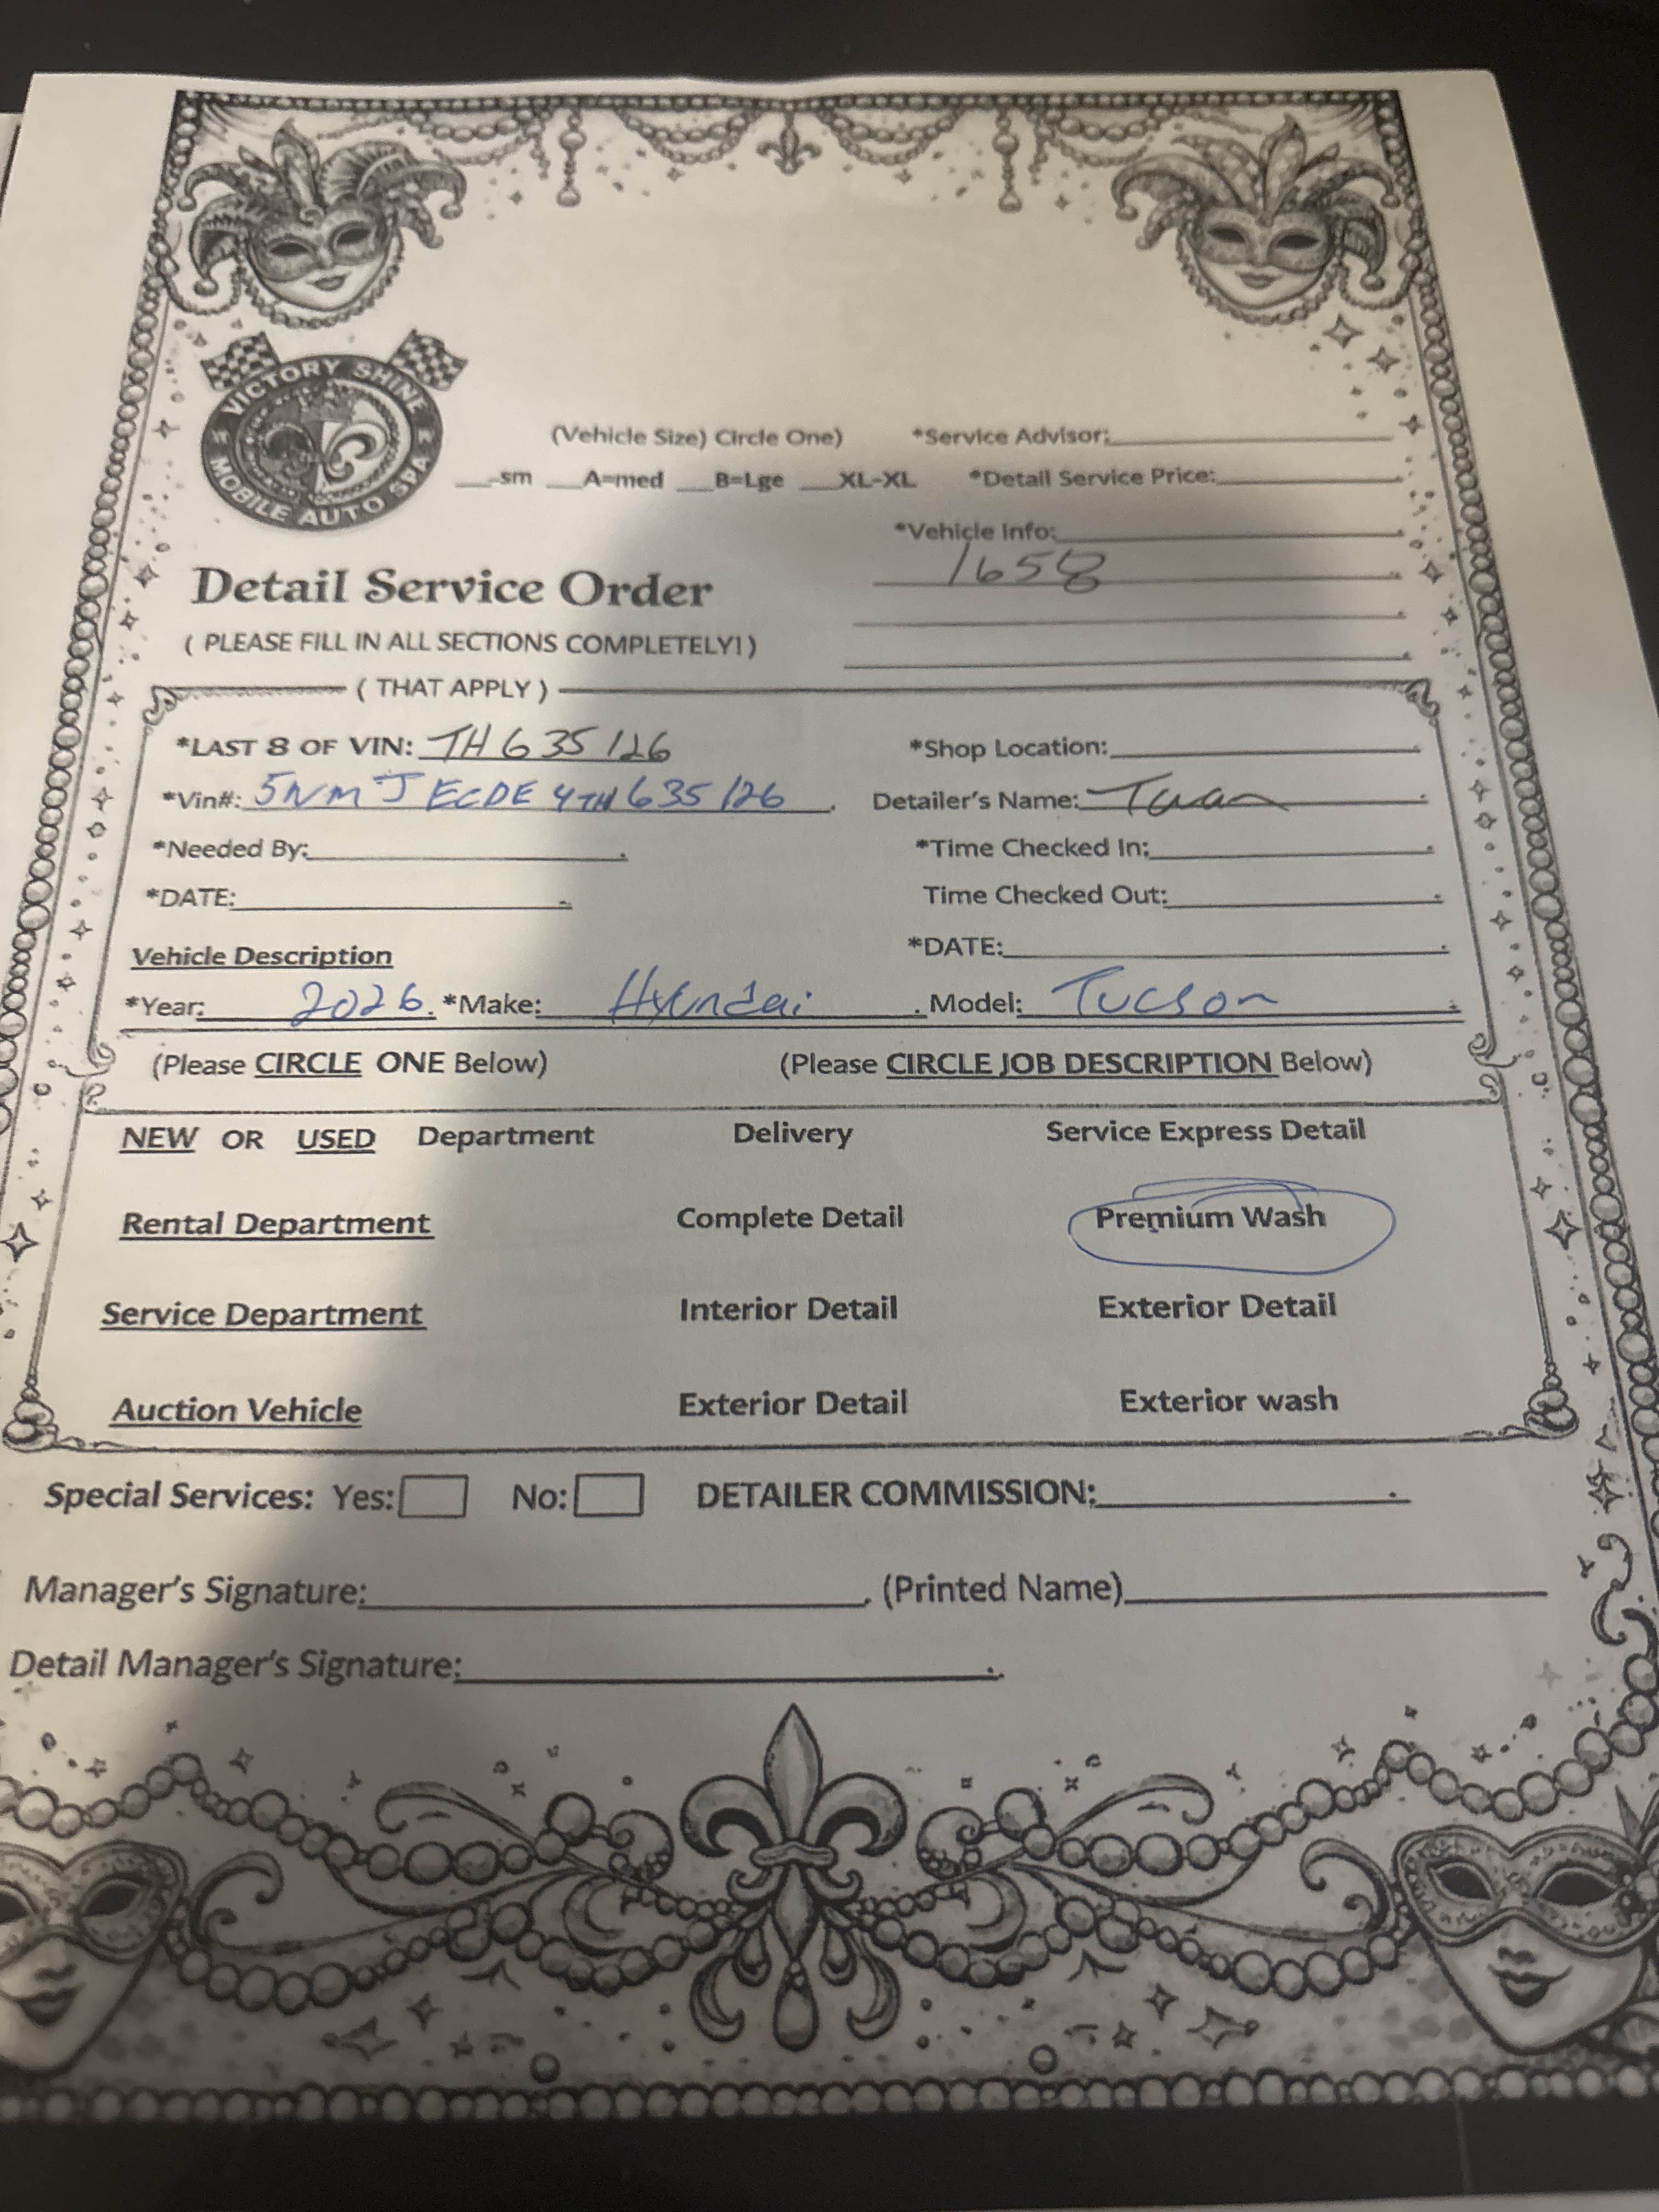 VICTORY SHINE
MOBILE AUTO SPA
(Vehicle Size) Circle One) *Service Advisor:
-sm A=med B=Lge XL-XL *Detail Service Price:
*Vehicle Info:
1658
Detail Service Order
( PLEASE FILL IN ALL SECTIONS COMPLETELY! )
( THAT APPLY )
*LAST 8 OF VIN: TH635126 *Shop Location:
*Vin#: 5NMJECDE4TH635126. Detailer's Name:
*Needed By: . *Time Checked In: .
*DATE: . Time Checked Out: .
Vehicle Description *DATE: .
*Year: 2026. *Make: Hyundai . Model: Tucson .
(Please CIRCLE ONE Below) (Please CIRCLE JOB DESCRIPTION Below)
NEW OR USED Department Delivery Service Express Detail
Rental Department Complete Detail Premium Wash
Service Department Interior Detail Exterior Detail
Auction Vehicle Exterior Detail Exterior wash
Special Services: Yes: No: DETAILER COMMISSION: .
Manager's Signature: . (Printed Name)
Detail Manager's Signature: .